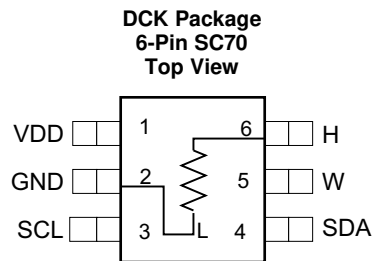 DCK Package
6-Pin SC70
Top View
VDD 1 6 H
GND 2 5 W
SCL 3 L 4 SDA